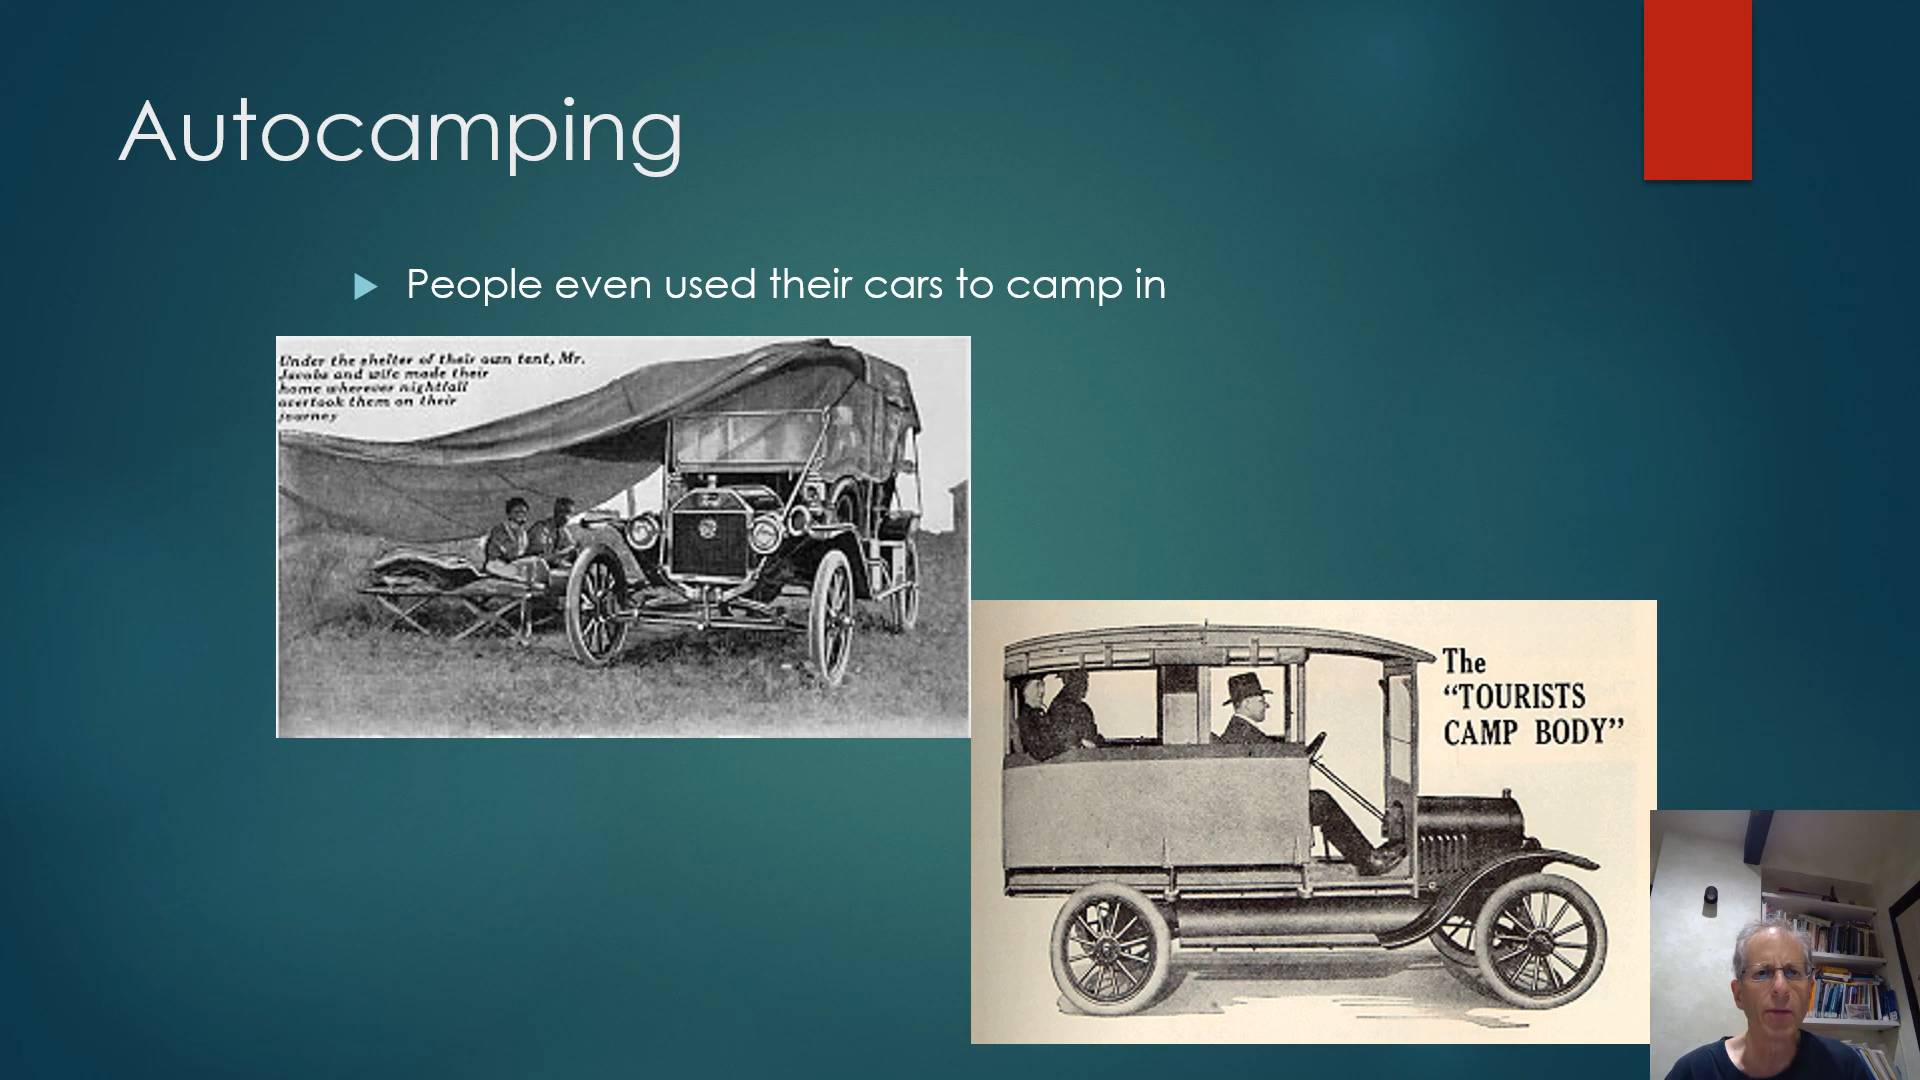 Autocamping
People even used their cars to camp in
Under the shelter of their own tent, Mr.
Jacobs and wife made their
home wherever nightfall
overtook them on their
journey
The
“TOURISTS
CAMP BODY”